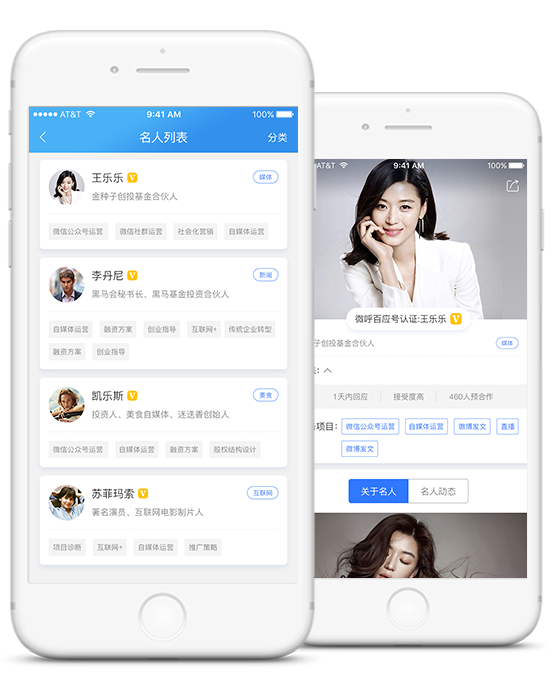 AT&T 9:41 AM 100%
名人列表 分类
王乐乐 V 媒体
金种子创投基金合伙人
微信公众号运营 微信社群运营 社会化营销 自媒体运营
李丹尼 V 新闻
黑马会秘书长、黑马基金投资合伙人
自媒体运营 融资方案 创业指导 互联网+ 传统企业转型
融资方案 创业指导
凯乐斯 V 美食
投资人、美食自媒体、迷迭香创始人
微信公众号运营 自媒体运营 融资方案 股权结构设计
苏菲玛索 V 互联网
著名演员、互联网电影制片人
项目诊断 互联网+ 自媒体运营 推广策略
AT&T 9:41 AM 100%
微呼百应号认证:王乐乐 V
子创投基金合伙人 媒体
1天内回应 接受度高 460人预合作
项目: 微信公众号运营 自媒体运营 微博发文 直播
微博发文
关于名人 名人动态